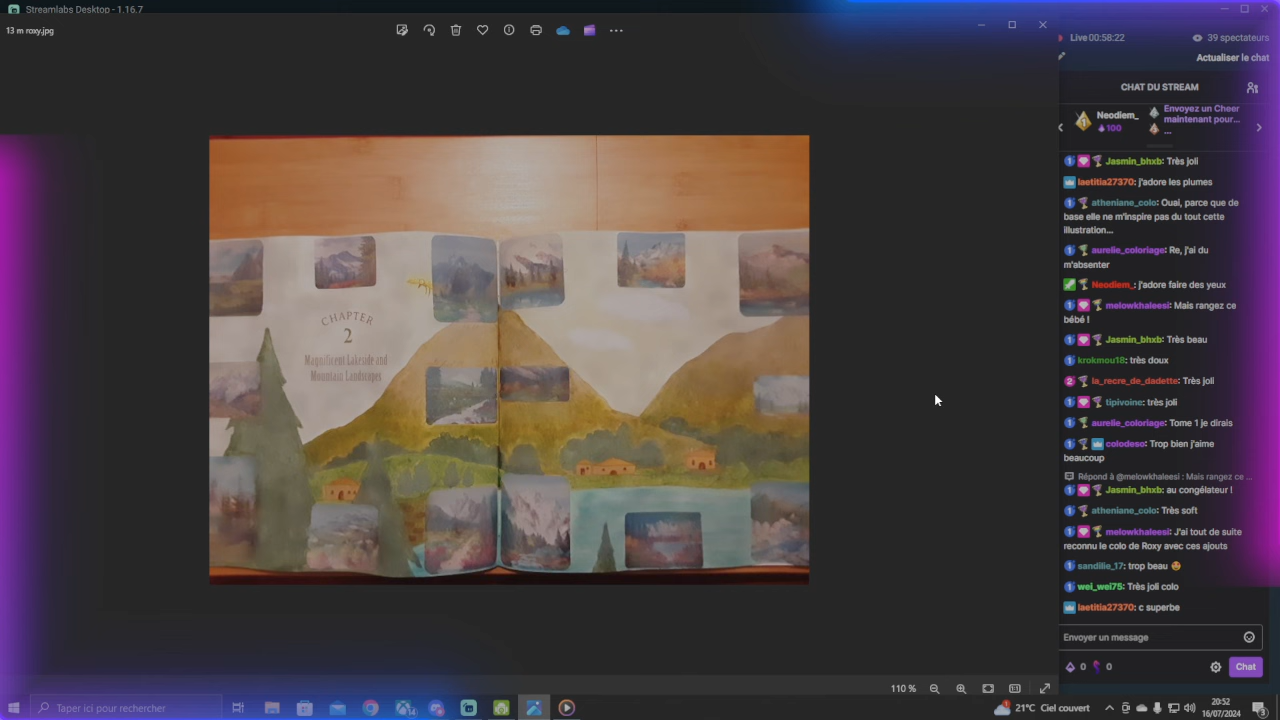 Streamlabs Desktop - 1.16.7
13 m roxy.jpg
Live 00:58:22
39 spectateurs
Actualiser le chat
CHAT DU STREAM
Neodiem_
100
Envoyez un Cheer
maintenant pour...
...
Jasmin_bhxb: Très joli
laetitia27370: j'adore les plumes
atheniane_colo: Ouai, parce que de
base elle ne m'inspire pas du tout cette
illustration...
aurelie_coloriage: Re, j'ai du
m'absenter
Neodiem_: j'adore faire des yeux
melowkhaleesi: Mais rangez ce
bébé !
Jasmin_bhxb: Très beau
krokmou18: très doux
la_recre_de_dadette: Très joli
tipivoine: très joli
aurelie_coloriage: Tome 1 je dirais
colodeso: Trop bien j'aime
beaucoup
Répond à @melowkhaleesi : Mais rangez ce ...
Jasmin_bhxb: au congélateur !
atheniane_colo: Très soft
melowkhaleesi: J'ai tout de suite
reconnu le colo de Roxy avec ces ajouts
sandilie_17: trop beau 😍
wei_wei75: Très joli colo
laetitia27370: c superbe
Envoyer un message
0 0
Chat
CHAPTER
2
Magnificent Lakeside and
Mountain Landscapes
110 %
Taper ici pour rechercher
21°C Ciel couvert
20:52
16/07/2024
3